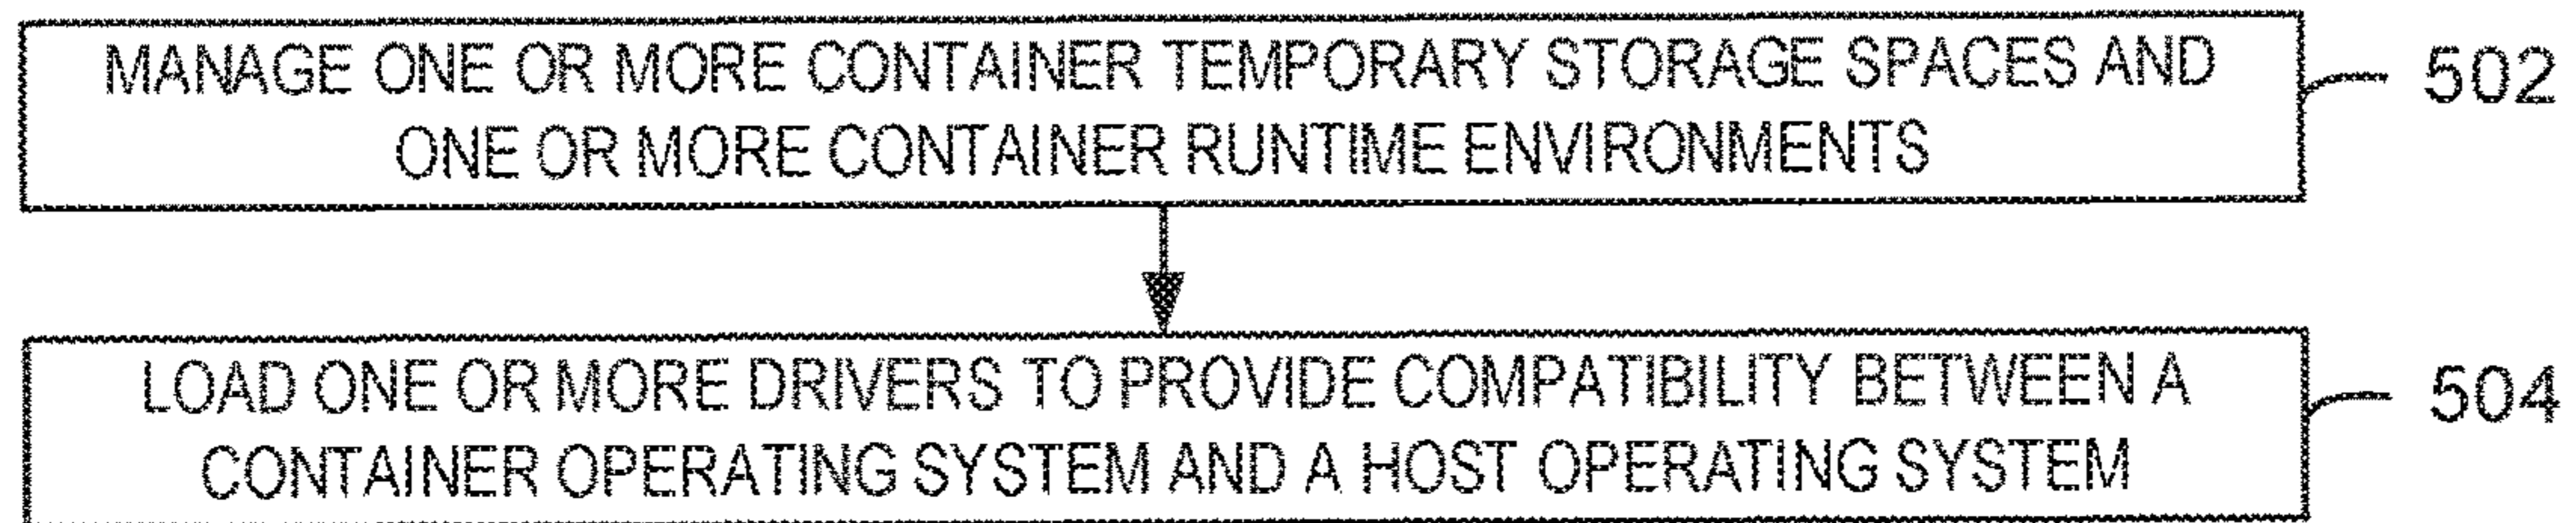 MANAGE ONE OR MORE CONTAINER TEMPORARY STORAGE SPACES AND
ONE OR MORE CONTAINER RUNTIME ENVIRONMENTS
502
LOAD ONE OR MORE DRIVERS TO PROVIDE COMPATIBILITY BETWEEN A
CONTAINER OPERATING SYSTEM AND A HOST OPERATING SYSTEM
504